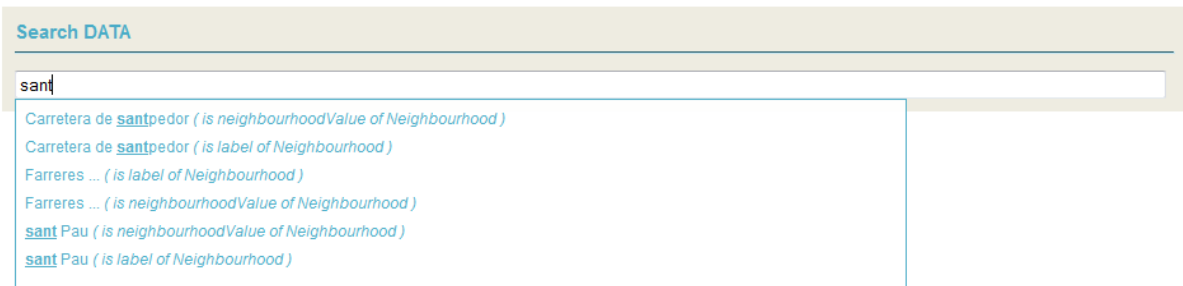 Search DATA
sant
Carretera de santpedor ( is neighbourhoodValue of Neighbourhood )
Carretera de santpedor ( is label of Neighbourhood )
Farreres ... ( is label of Neighbourhood )
Farreres ... ( is neighbourhoodValue of Neighbourhood )
sant Pau ( is neighbourhoodValue of Neighbourhood )
sant Pau ( is label of Neighbourhood )